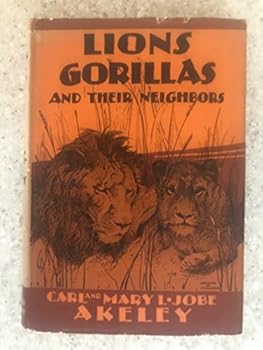 LIONS
GORILLAS
AND THEIR NEIGHBORS
CARL AND MARY L·JOBE
AKELEY